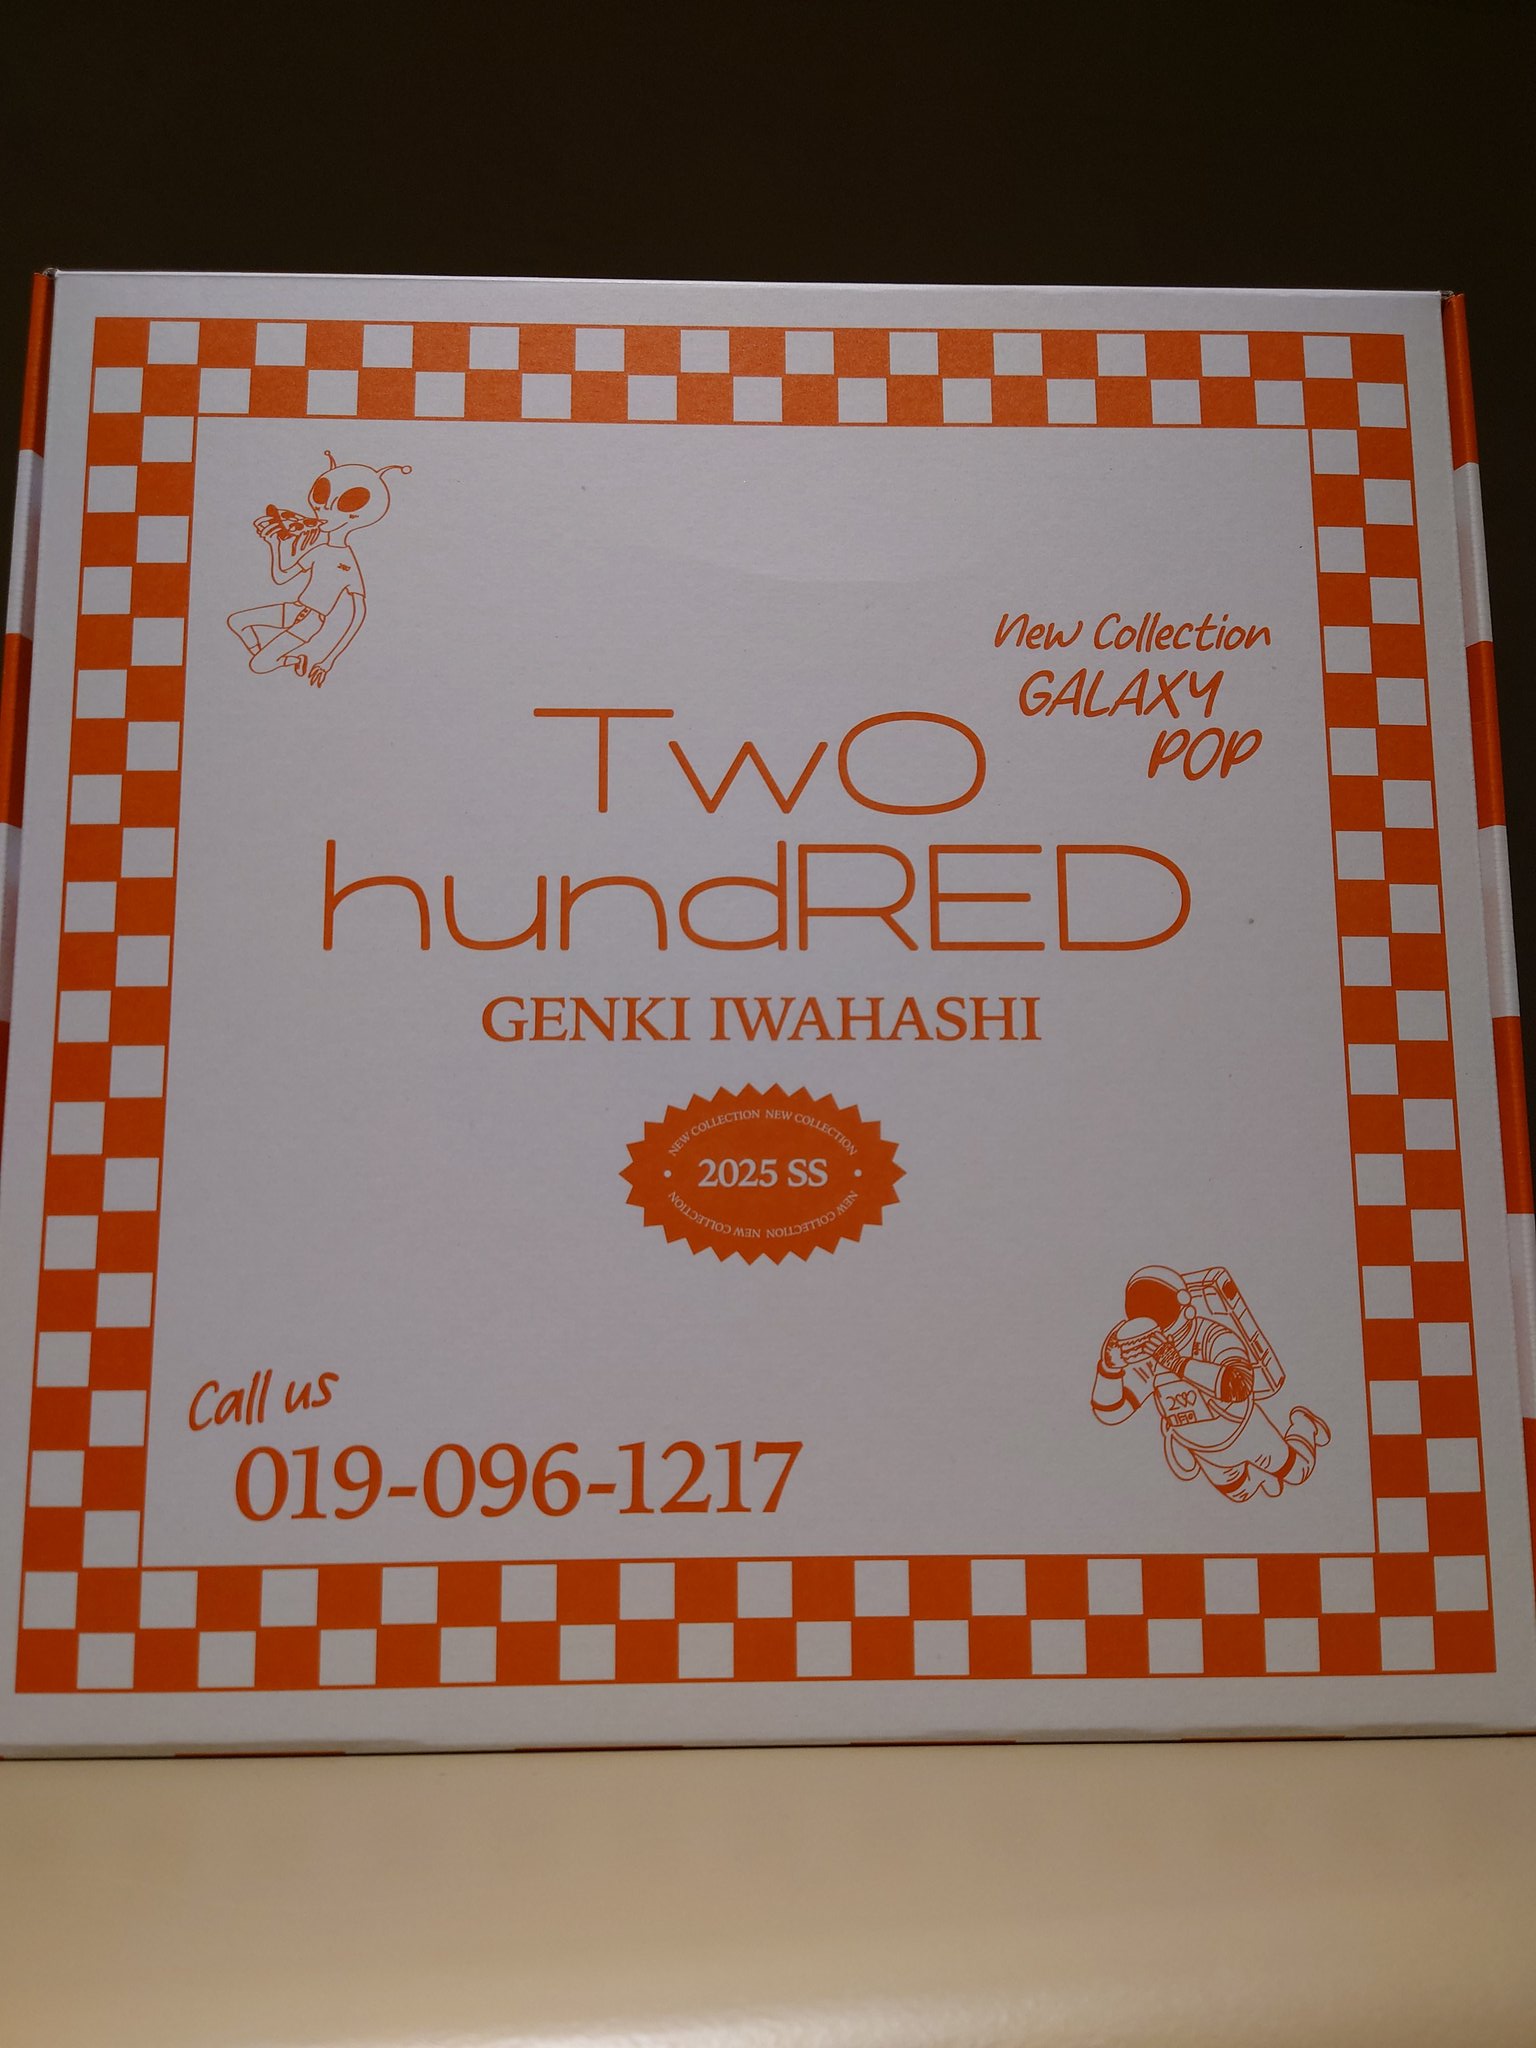 New Collection
GALAXY
POP
TwO
hundRED
GENKI IWAHASHI
NEW COLLECTION NEW COLLECTION
2025 SS
NEW COLLECTION NEW COLLECTION
Call us
019-096-1217